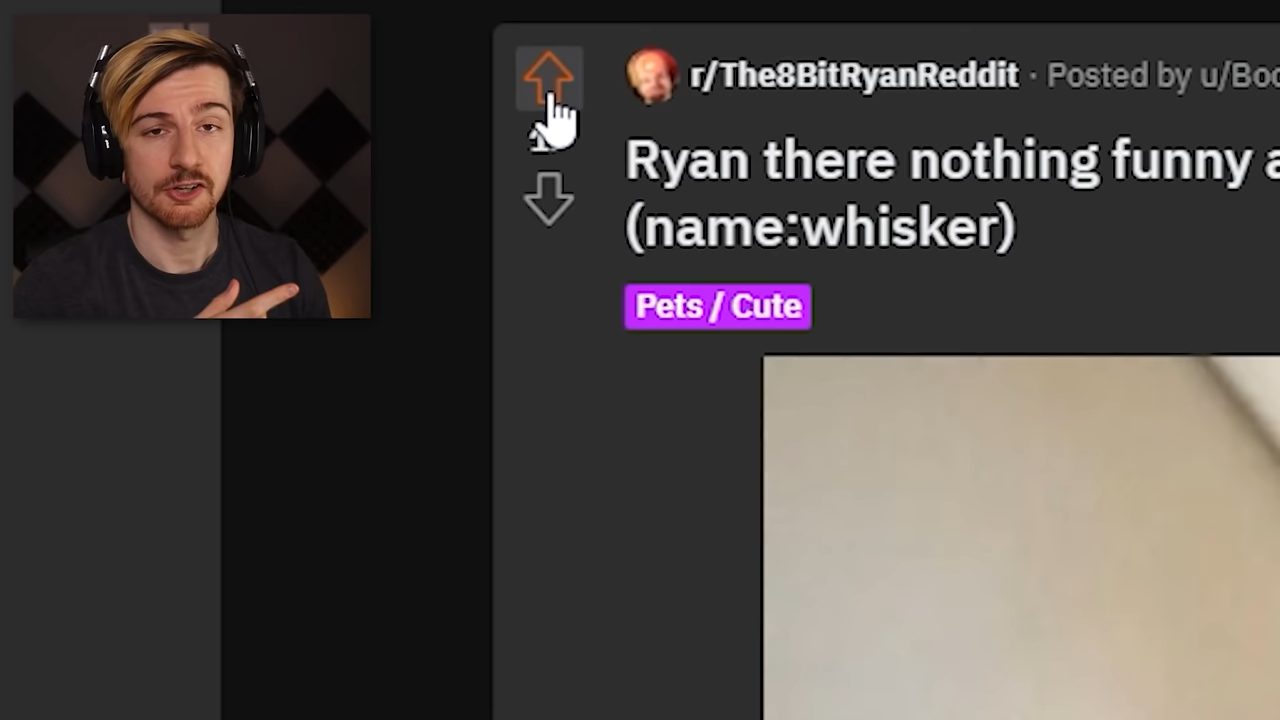 r/The8BitRyanReddit · Posted by u/Boo
Ryan there nothing funny a
(name:whisker)
Pets / Cute